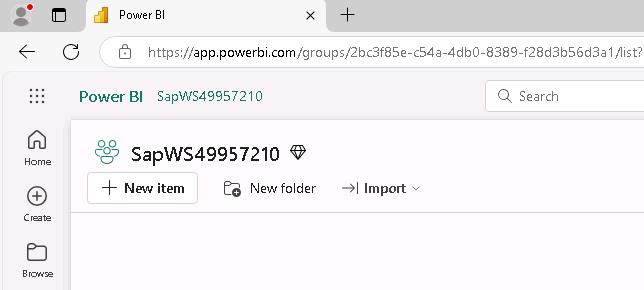 Power BI
https://app.powerbi.com/groups/2bc3f85e-c54a-4db0-8389-f28d3b56d3a1/list?
Power BI SapWS49957210
Search
SapWS49957210
New item New folder Import
Home
Create
Browse